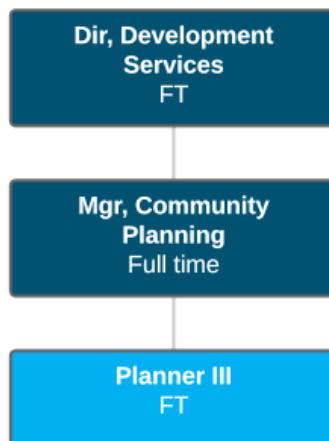 Dir, Development
Services
FT
Mgr, Community
Planning
Full time
Planner III
FT